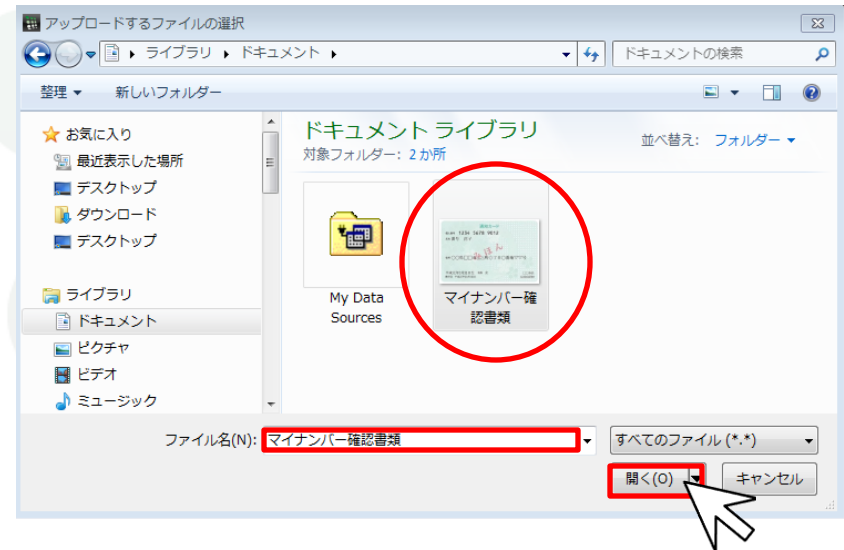 アップロードするファイルの選択
ライブラリ ドキュメント
ドキュメントの検索
整理 新しいフォルダー
お気に入り
最近表示した場所
デスクトップ
ダウンロード
デスクトップ
ライブラリ
ドキュメント
ピクチャ
ビデオ
ミュージック
ドキュメント ライブラリ
対象フォルダー: 2 か所
並べ替え: フォルダー
My Data
Sources
1234 5678 9012
みほん
マイナンバー確
認書類
ファイル名(N): マイナンバー確認書類
すべてのファイル (*.*)
開く(O)
キャンセル